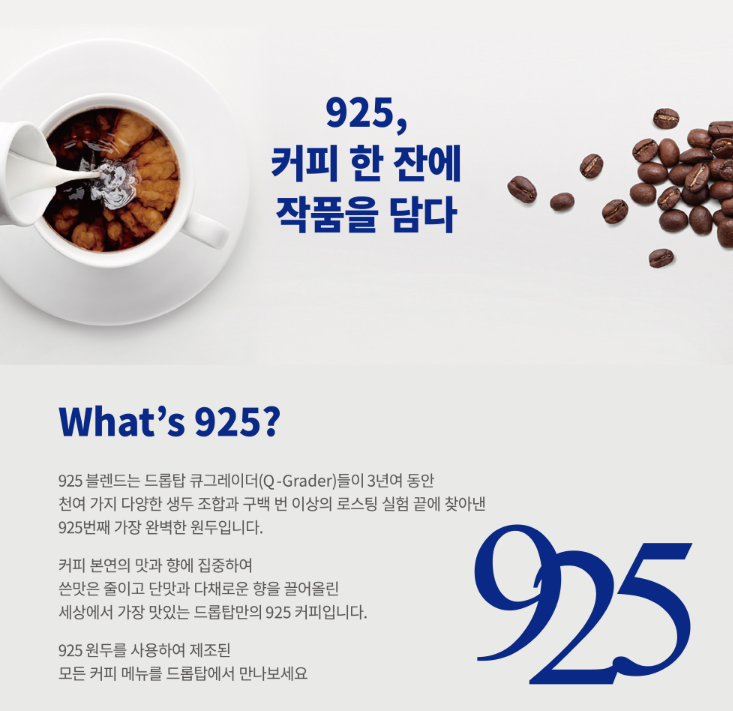 925,
커피 한 잔에
작품을 담다
What's 925?
925 블렌드는 드롭탑 큐그레이더(Q-Grader)들이 3년여 동안
천여 가지 다양한 생두 조합과 구백 번 이상의 로스팅 실험 끝에 찾아낸
925번째 가장 완벽한 원두입니다.
커피 본연의 맛과 향에 집중하여
쓴맛은 줄이고 단맛과 다채로운 향을 끌어올린
세상에서 가장 맛있는 드롭탑만의 925 커피입니다.
925 원두를 사용하여 제조된
모든 커피 메뉴를 드롭탑에서 만나보세요
925